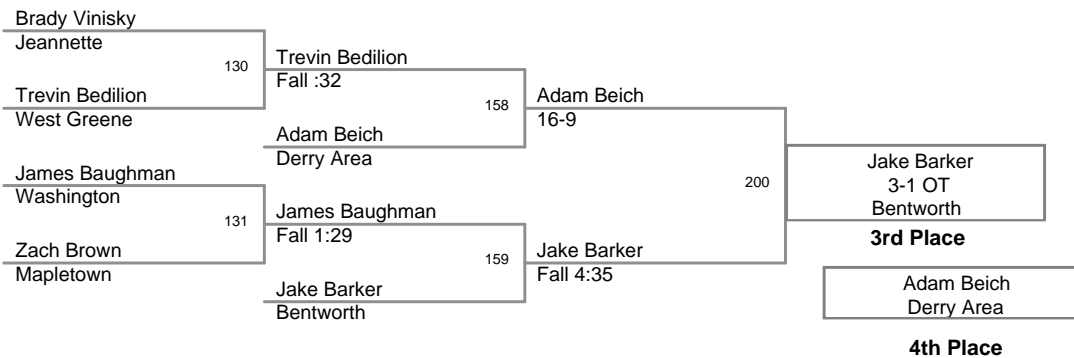 Brady Vinisky
Jeannette
130
Trevin Bedilion
West Greene
James Baughman
Washington
131
Zach Brown
Mapletown
Trevin Bedilion
Fall :32
158
Adam Beich
Derry Area
James Baughman
Fall 1:29
159
Jake Barker
Bentworth
Adam Beich
16-9
200
Jake Barker
Fall 4:35
Jake Barker
3-1 OT
Bentworth
3rd Place
Adam Beich
Derry Area
4th Place